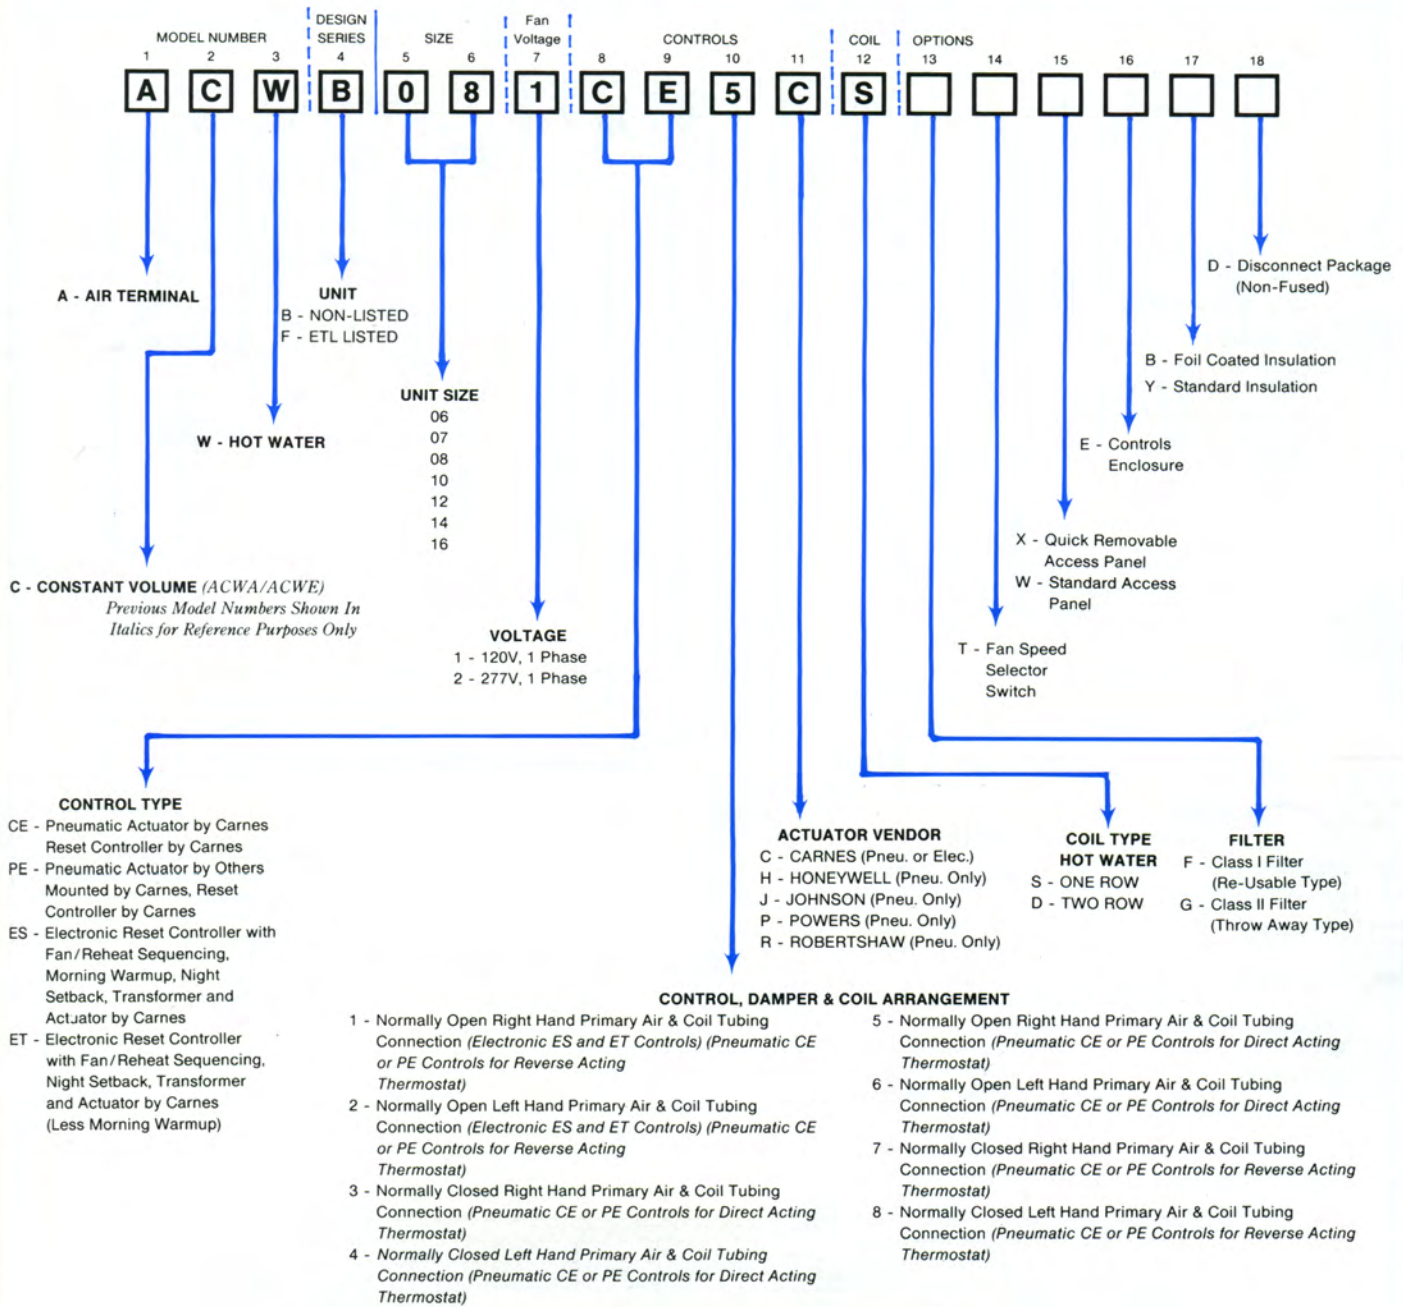 MODEL NUMBER
DESIGN
SERIES
SIZE
Fan
Voltage
CONTROLS
COIL
OPTIONS
1 2 3 4 5 6 7 8 9 10 11 12 13 14 15 16 17 18
A C W B 0 8 1 C E 5 C S
A - AIR TERMINAL
UNIT
B - NON-LISTED
F - ETL LISTED
D - Disconnect Package
(Non-Fused)
B - Foil Coated Insulation
Y - Standard Insulation
UNIT SIZE
06
07
08
10
12
14
16
W - HOT WATER
E - Controls
Enclosure
X - Quick Removable
Access Panel
W - Standard Access
Panel
C - CONSTANT VOLUME (ACWA/ACWE)
Previous Model Numbers Shown In
Italics for Reference Purposes Only
VOLTAGE
1 - 120V, 1 Phase
2 - 277V, 1 Phase
T - Fan Speed
Selector
Switch
CONTROL TYPE
CE - Pneumatic Actuator by Carnes
Reset Controller by Carnes
PE - Pneumatic Actuator by Others
Mounted by Carnes, Reset
Controller by Carnes
ES - Electronic Reset Controller with
Fan/Reheat Sequencing,
Morning Warmup, Night
Setback, Transformer and
Actuator by Carnes
ET - Electronic Reset Controller
with Fan/Reheat Sequencing,
Night Setback, Transformer
and Actuator by Carnes
(Less Morning Warmup)
ACTUATOR VENDOR
C - CARNES (Pneu. or Elec.)
H - HONEYWELL (Pneu. Only)
J - JOHNSON (Pneu. Only)
P - POWERS (Pneu. Only)
R - ROBERTSHAW (Pneu. Only)
COIL TYPE
HOT WATER
S - ONE ROW
D - TWO ROW
FILTER
F - Class I Filter
(Re-Usable Type)
G - Class II Filter
(Throw Away Type)
CONTROL, DAMPER & COIL ARRANGEMENT
1 - Normally Open Right Hand Primary Air & Coil Tubing
Connection (Electronic ES and ET Controls) (Pneumatic CE
or PE Controls for Reverse Acting
Thermostat)
2 - Normally Open Left Hand Primary Air & Coil Tubing
Connection (Electronic ES and ET Controls) (Pneumatic CE
or PE Controls for Reverse Acting
Thermostat)
3 - Normally Closed Right Hand Primary Air & Coil Tubing
Connection (Pneumatic CE or PE Controls for Direct Acting
Thermostat)
4 - Normally Closed Left Hand Primary Air & Coil Tubing
Connection (Pneumatic CE or PE Controls for Direct Acting
Thermostat)
5 - Normally Open Right Hand Primary Air & Coil Tubing
Connection (Pneumatic CE or PE Controls for Direct Acting
Thermostat)
6 - Normally Open Left Hand Primary Air & Coil Tubing
Connection (Pneumatic CE or PE Controls for Direct Acting
Thermostat)
7 - Normally Closed Right Hand Primary Air & Coil Tubing
Connection (Pneumatic CE or PE Controls for Reverse Acting
Thermostat)
8 - Normally Closed Left Hand Primary Air & Coil Tubing
Connection (Pneumatic CE or PE Controls for Reverse Acting
Thermostat)